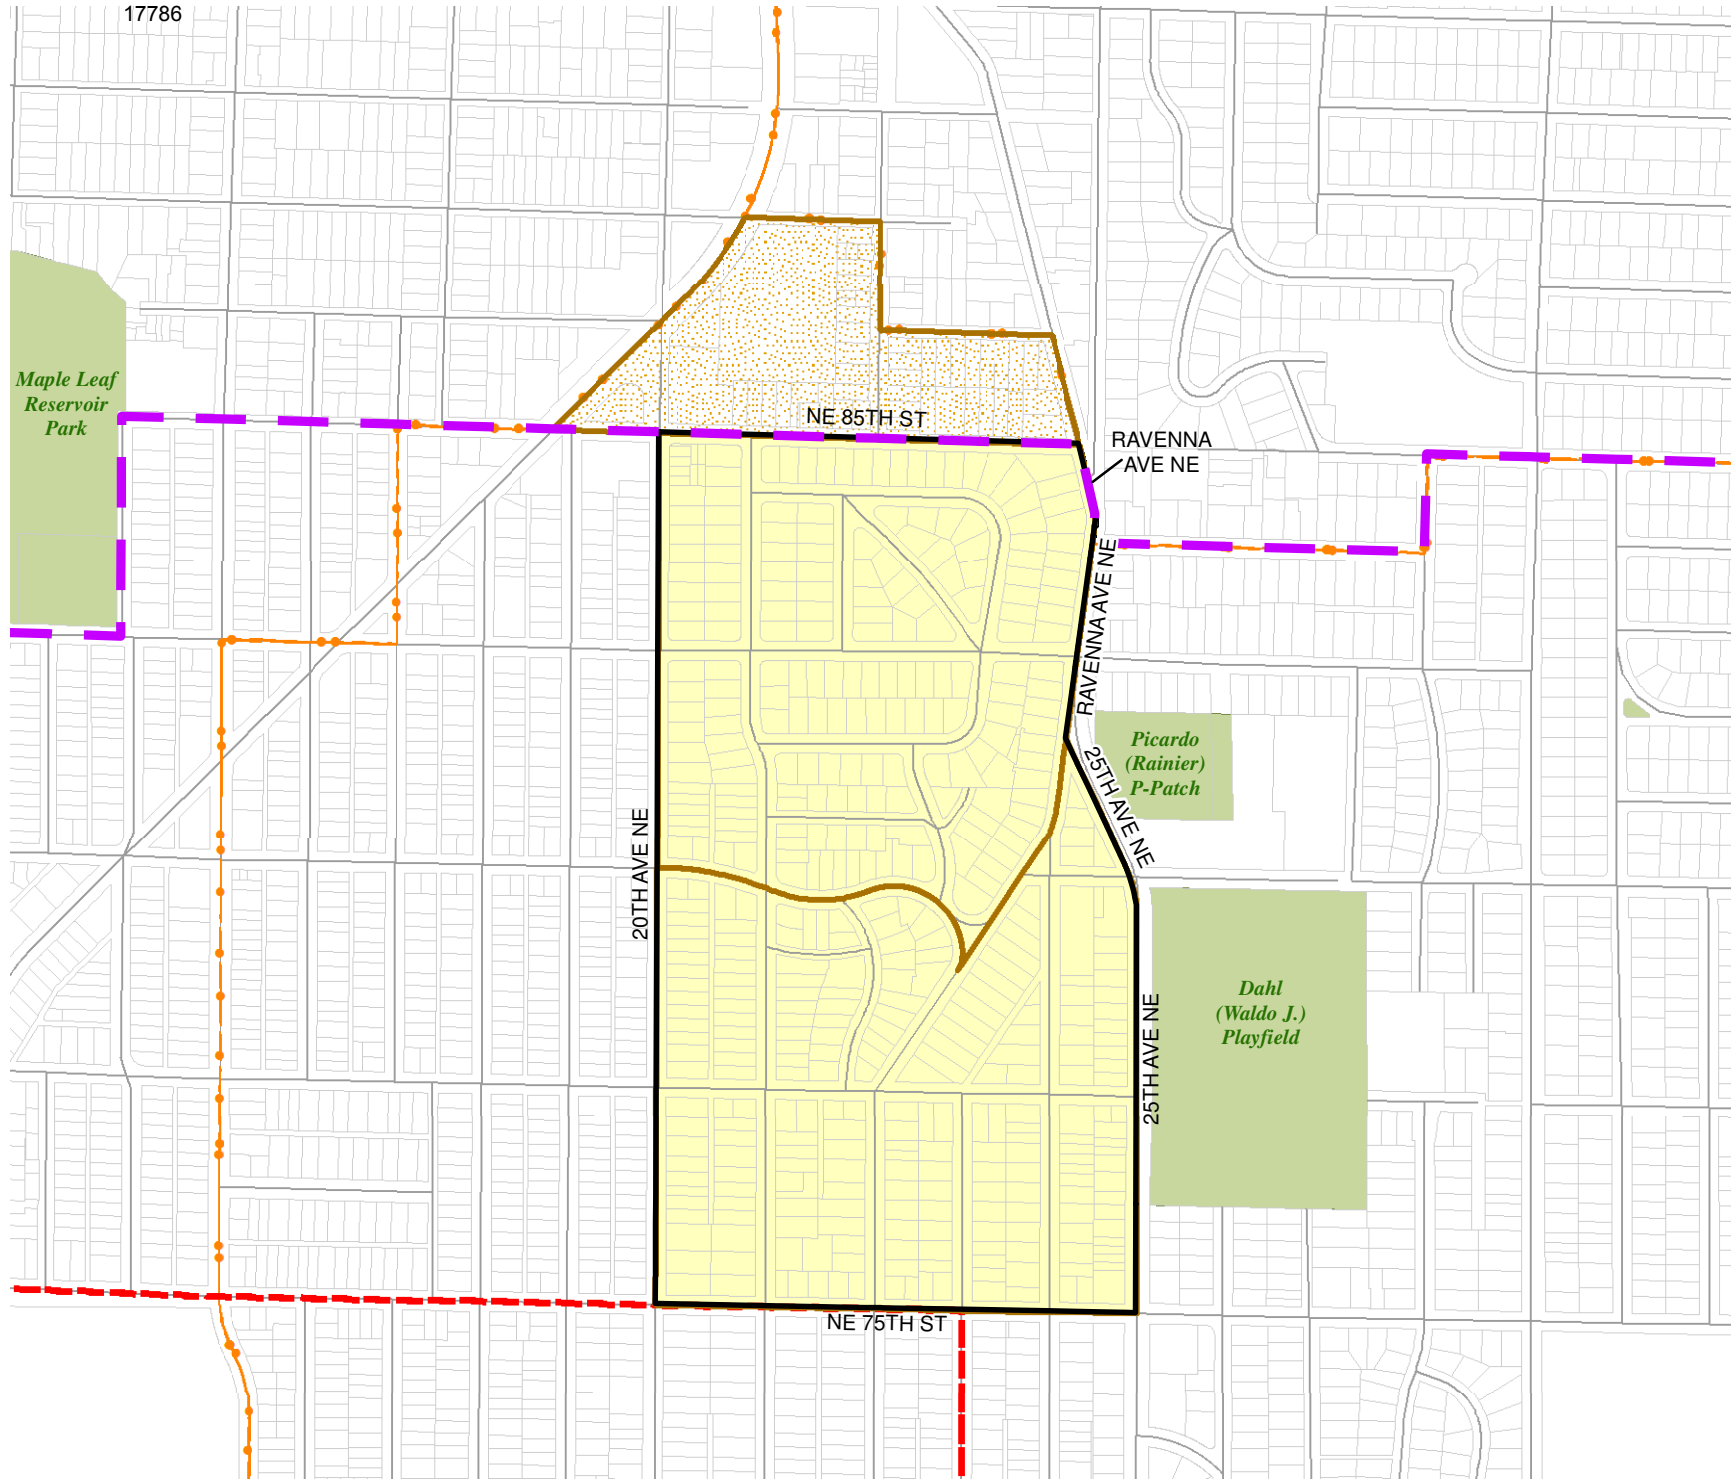 17786
Maple Leaf
Reservoir
Park
NE 85TH ST
RAVENNA
AVE NE
RAVENNA AVE NE
Picardo
(Rainier)
P-Patch
25TH AVE NE
20TH AVE NE
Dahl
(Waldo J.)
Playfield
25TH AVE NE
NE 75TH ST